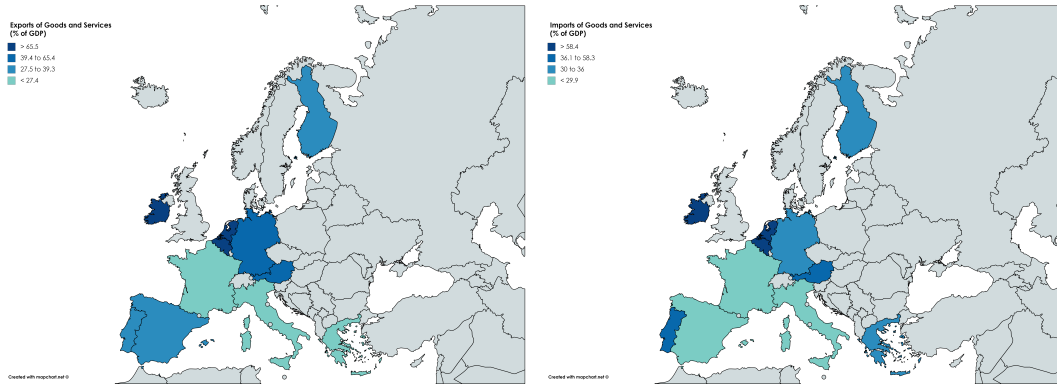 Exports of Goods and Services
(% of GDP)
> 65.5
39.4 to 65.4
27.5 to 39.3
< 27.4
Created with mapchart.net ©
Imports of Goods and Services
(% of GDP)
> 58.4
36.1 to 58.3
30 to 36
< 29.9
Created with mapchart.net ©